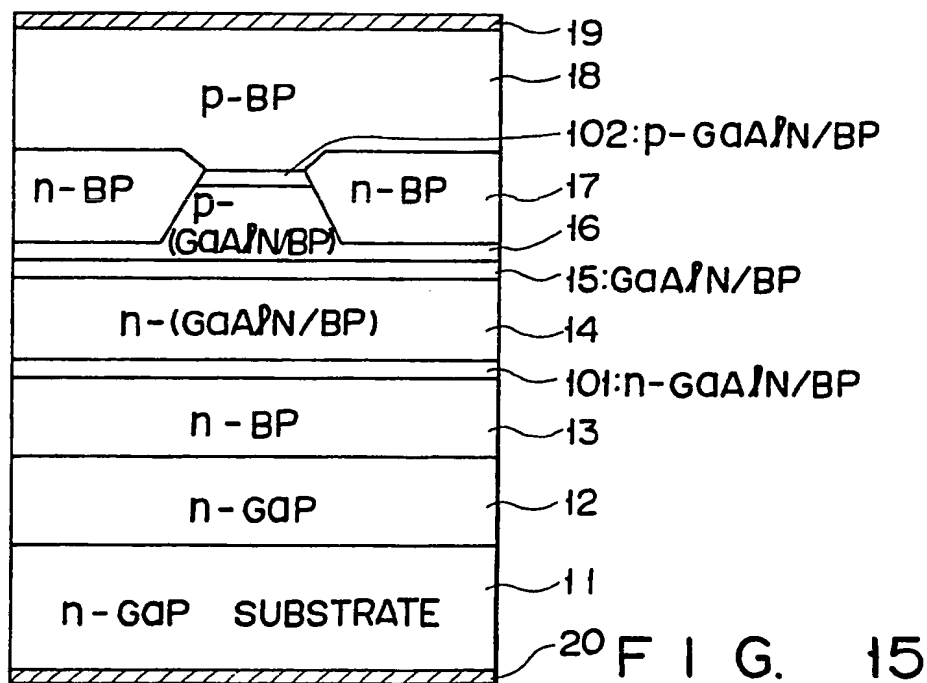 19
18
p-BP
102:p-GaAlN/BP
n-BP
n-BP
17
p-
(GaAlN/BP)
16
15:GaAlN/BP
n-(GaAlN/BP)
14
101:n-GaAlN/BP
n-BP
13
n-GaP
12
11
n-GaP SUBSTRATE
20
FIG. 15